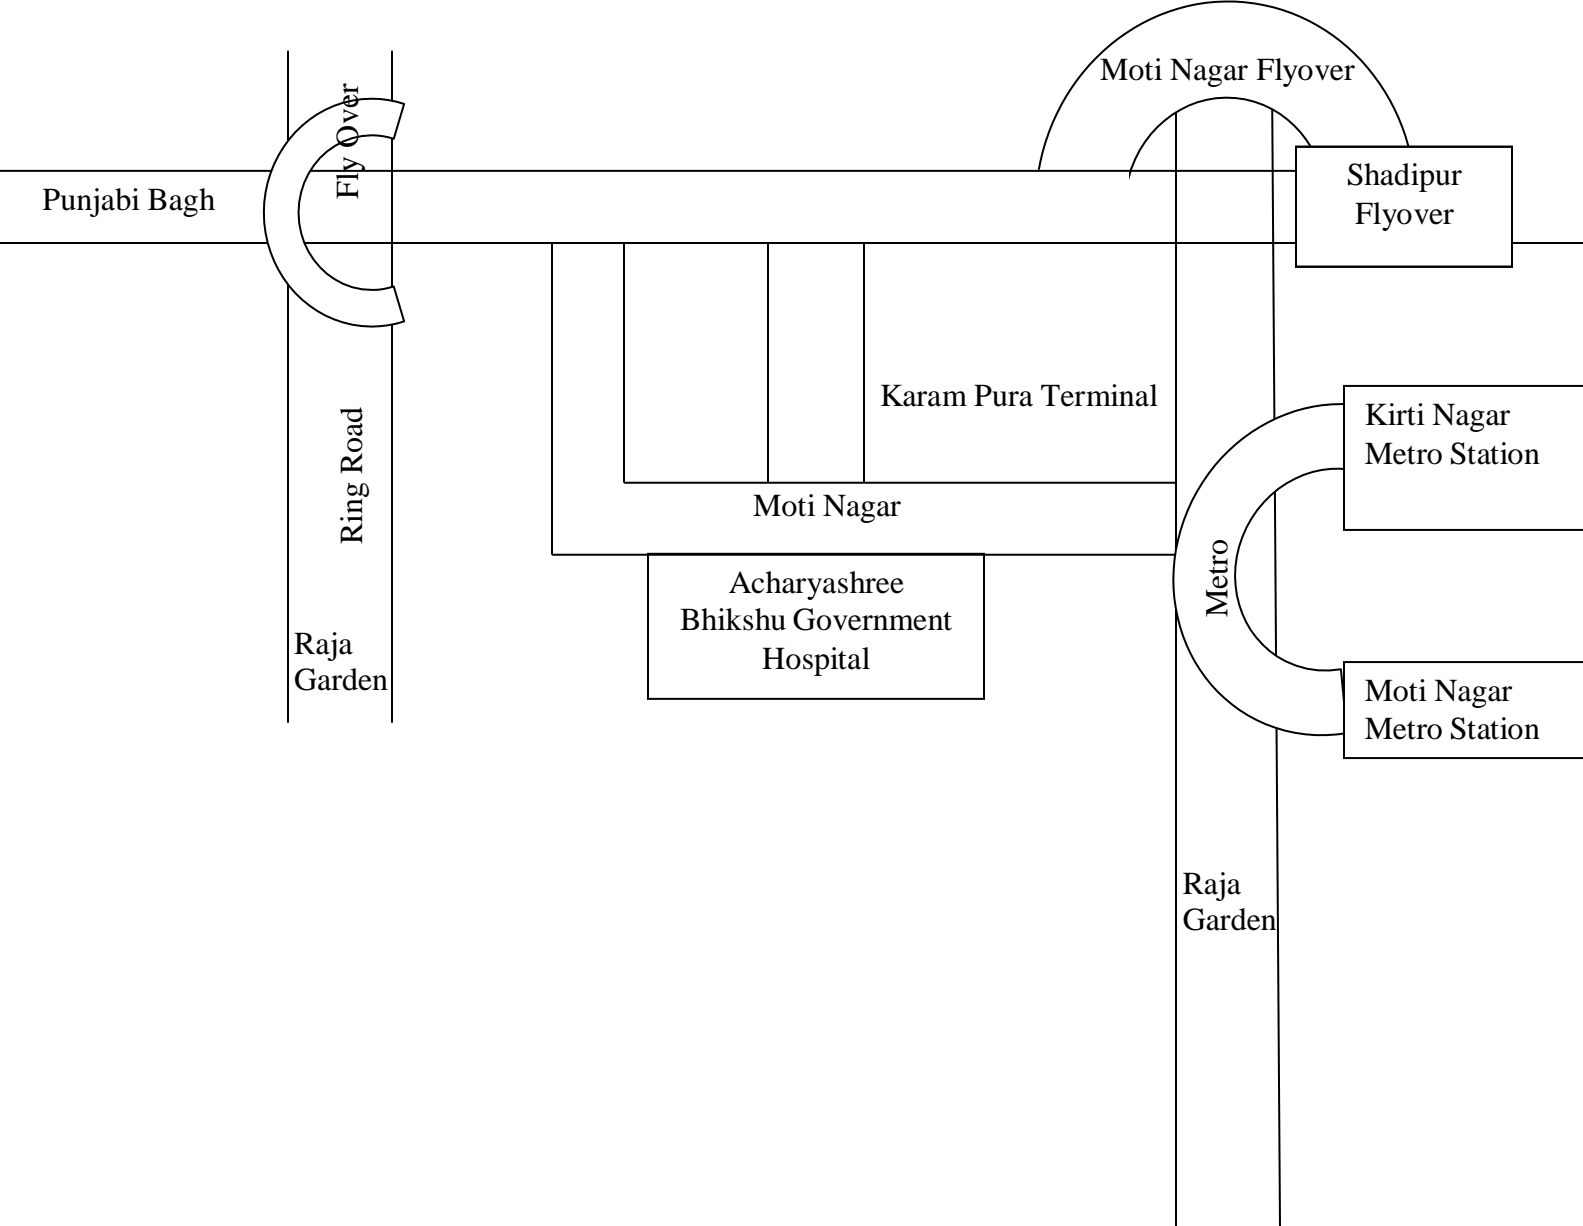 Moti Nagar Flyover
Fly Over
Punjabi Bagh
Shadipur
Flyover
Karam Pura Terminal
Kirti Nagar
Metro Station
Ring Road
Moti Nagar
Metro
Acharyashree
Bhikshu Government
Hospital
Raja
Garden
Moti Nagar
Metro Station
Raja
Garden